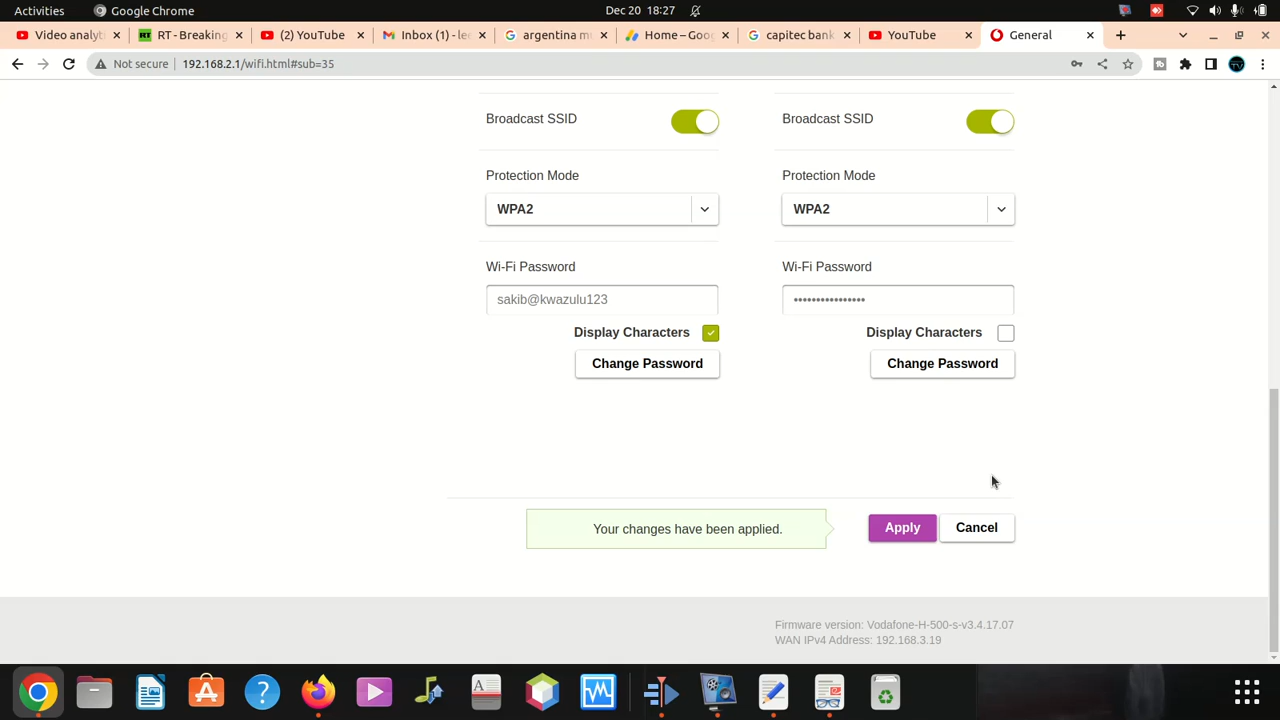 Activities
Google Chrome
Dec 20 18:27
Video analyti
RT - Breaking
(2) YouTube
Inbox (1) - lee
argentina mu
Home – Goog
capitec bank
YouTube
General
Not secure
192.168.2.1/wifi.html#sub=35
Broadcast SSID
Broadcast SSID
Protection Mode
Protection Mode
WPA2
WPA2
Wi-Fi Password
Wi-Fi Password
sakib@kwazulu123
••••••••••••••••
Display Characters
Display Characters
Change Password
Change Password
Your changes have been applied.
Apply
Cancel
Firmware version: Vodafone-H-500-s-v3.4.17.07
WAN IPv4 Address: 192.168.3.19